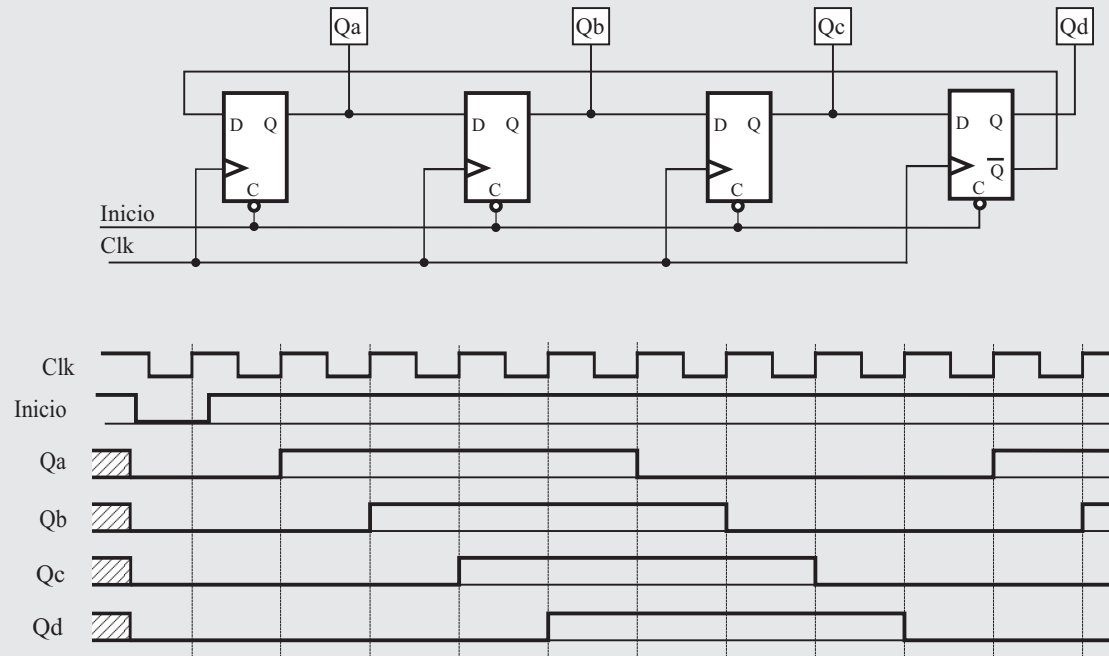 Qa Qb Qc Qd
D Q D Q D Q D Q
Q
C C C C
Inicio
Clk
Clk
Inicio
Qa
Qb
Qc
Qd